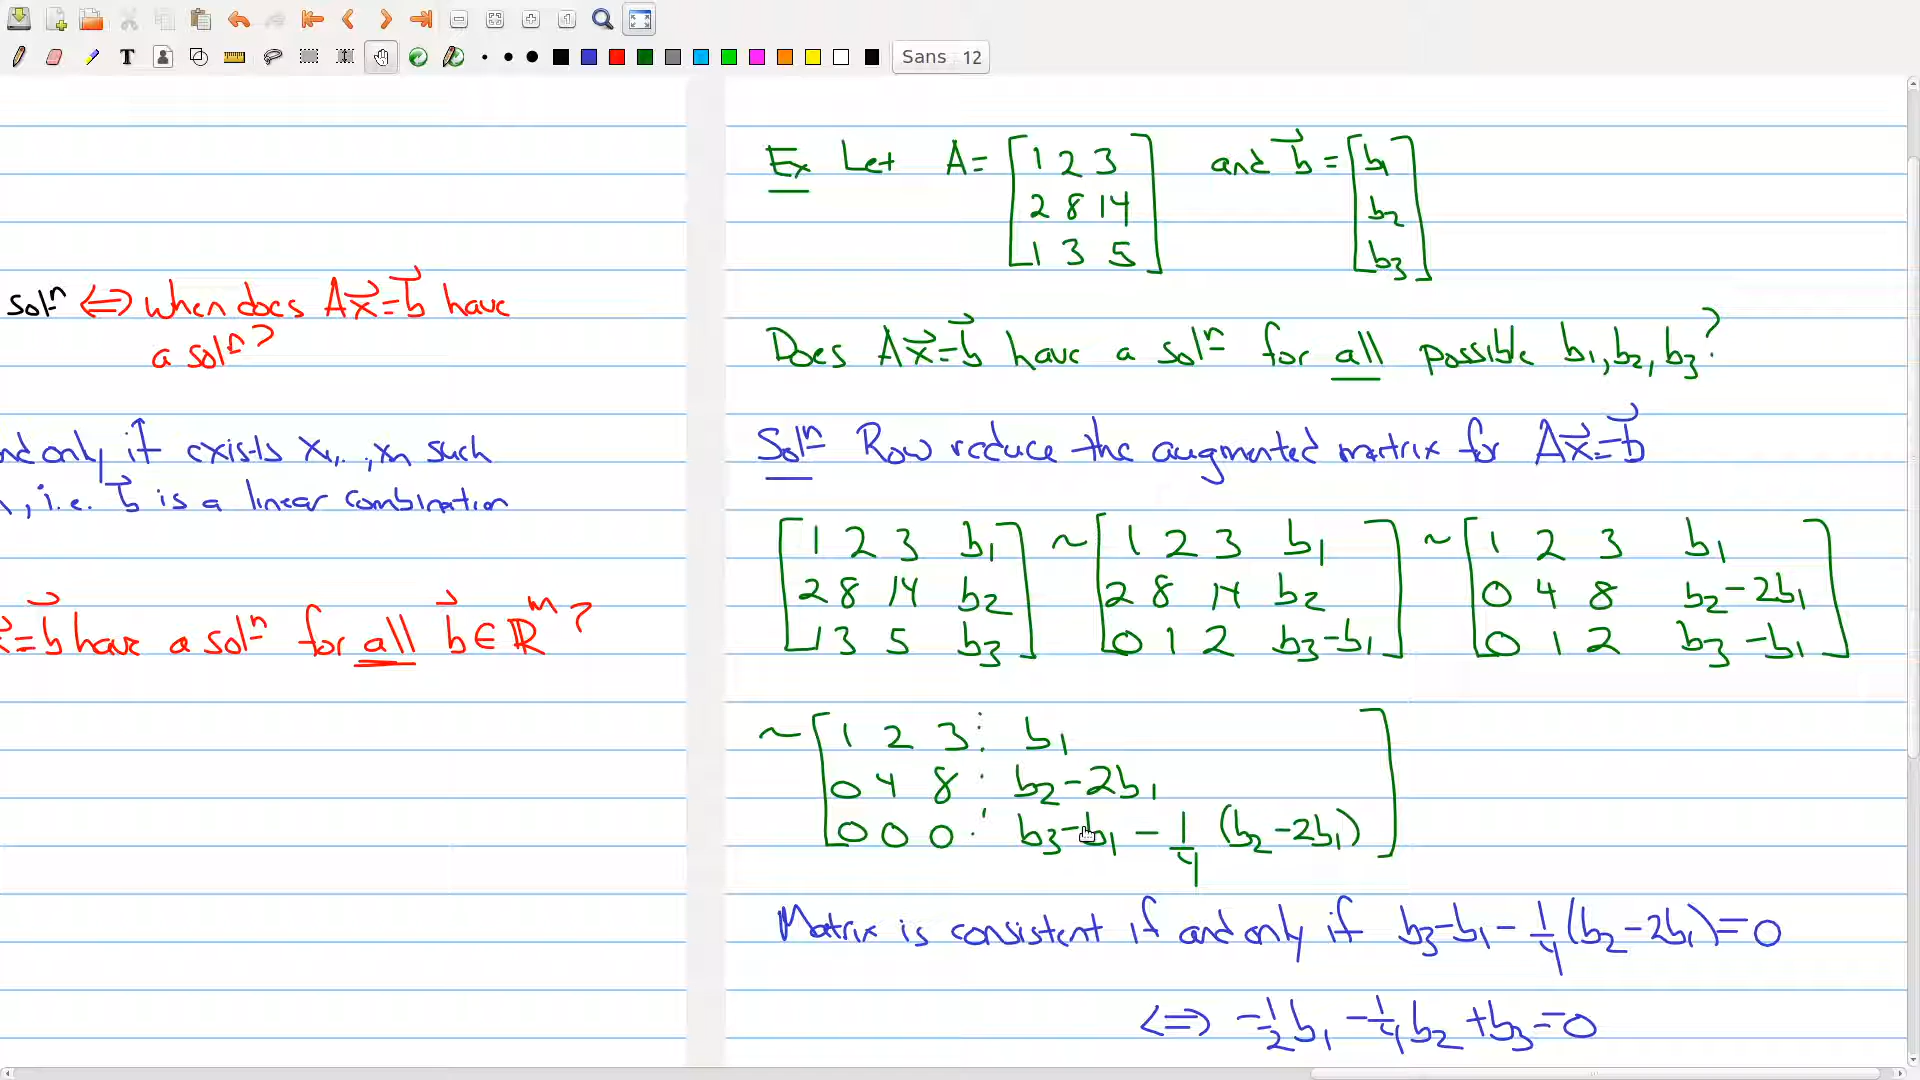 Sans 12
soln ⇔ when does Ax⃗=b⃗ have
a soln?
nd only if exists x1,..,xn such
, i.e. b⃗ is a linear combination
x⃗=b⃗ have a soln for all b⃗∈ℝm?
Ex Let A= [1 2 3 and b⃗ = [b1
2 8 14 b2
1 3 5] b3]
Does Ax⃗=b⃗ have a soln for all possible b1,b2,b3?
Soln Row reduce the augmented matrix for Ax⃗=b⃗
[1 2 3 b1 ~ [1 2 3 b1 ~ [1 2 3 b1
2 8 14 b2 2 8 14 b2 0 4 8 b2-2b1
1 3 5 b3] 0 1 2 b3-b1] 0 1 2 b3-b1]
~ [1 2 3 : b1
0 4 8 : b2-2b1
0 0 0 : b3-b1 - 1/4 (b2-2b1)]
Matrix is consistent if and only if b3-b1-1/4(b2-2b1)=0
⇔ -1/2b1 -1/4b2 +b3=0